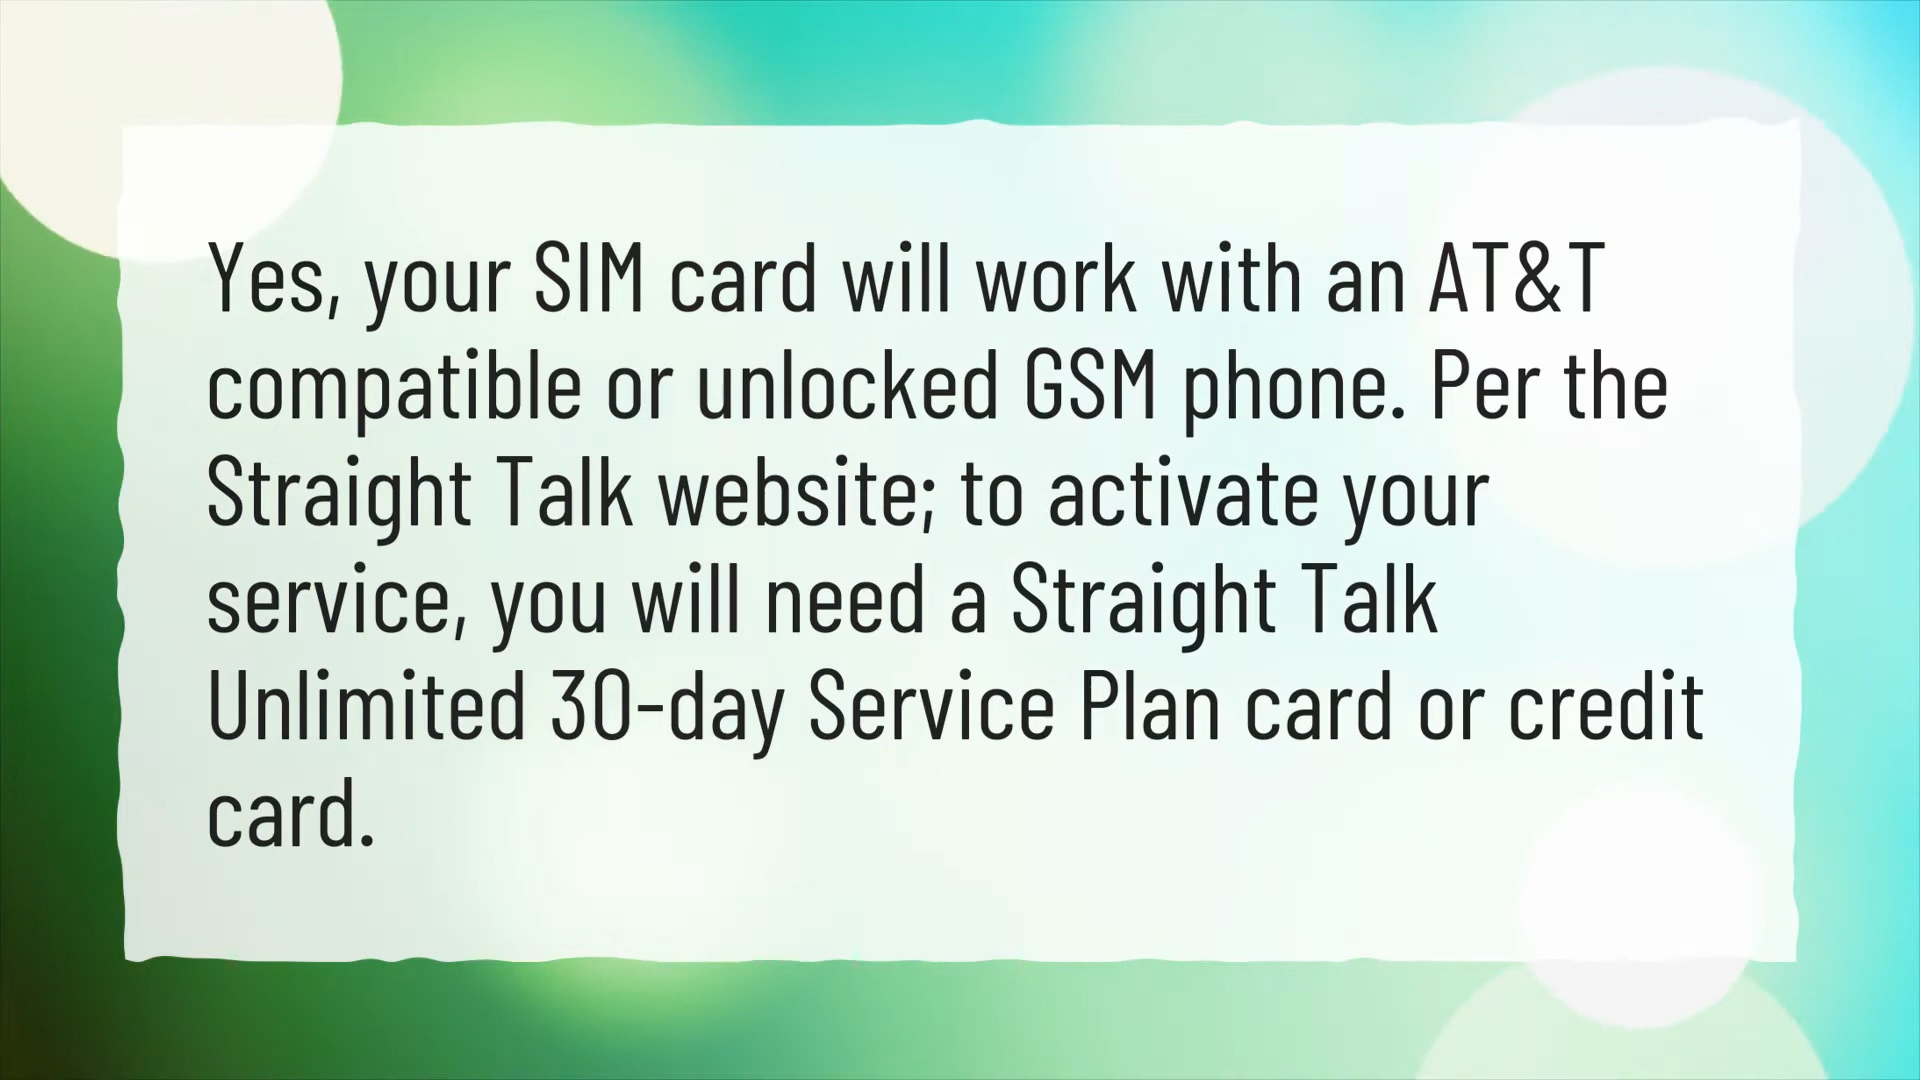 Yes, your SIM card will work with an AT&T
compatible or unlocked GSM phone. Per the
Straight Talk website; to activate your
service, you will need a Straight Talk
Unlimited 30-day Service Plan card or credit
card.